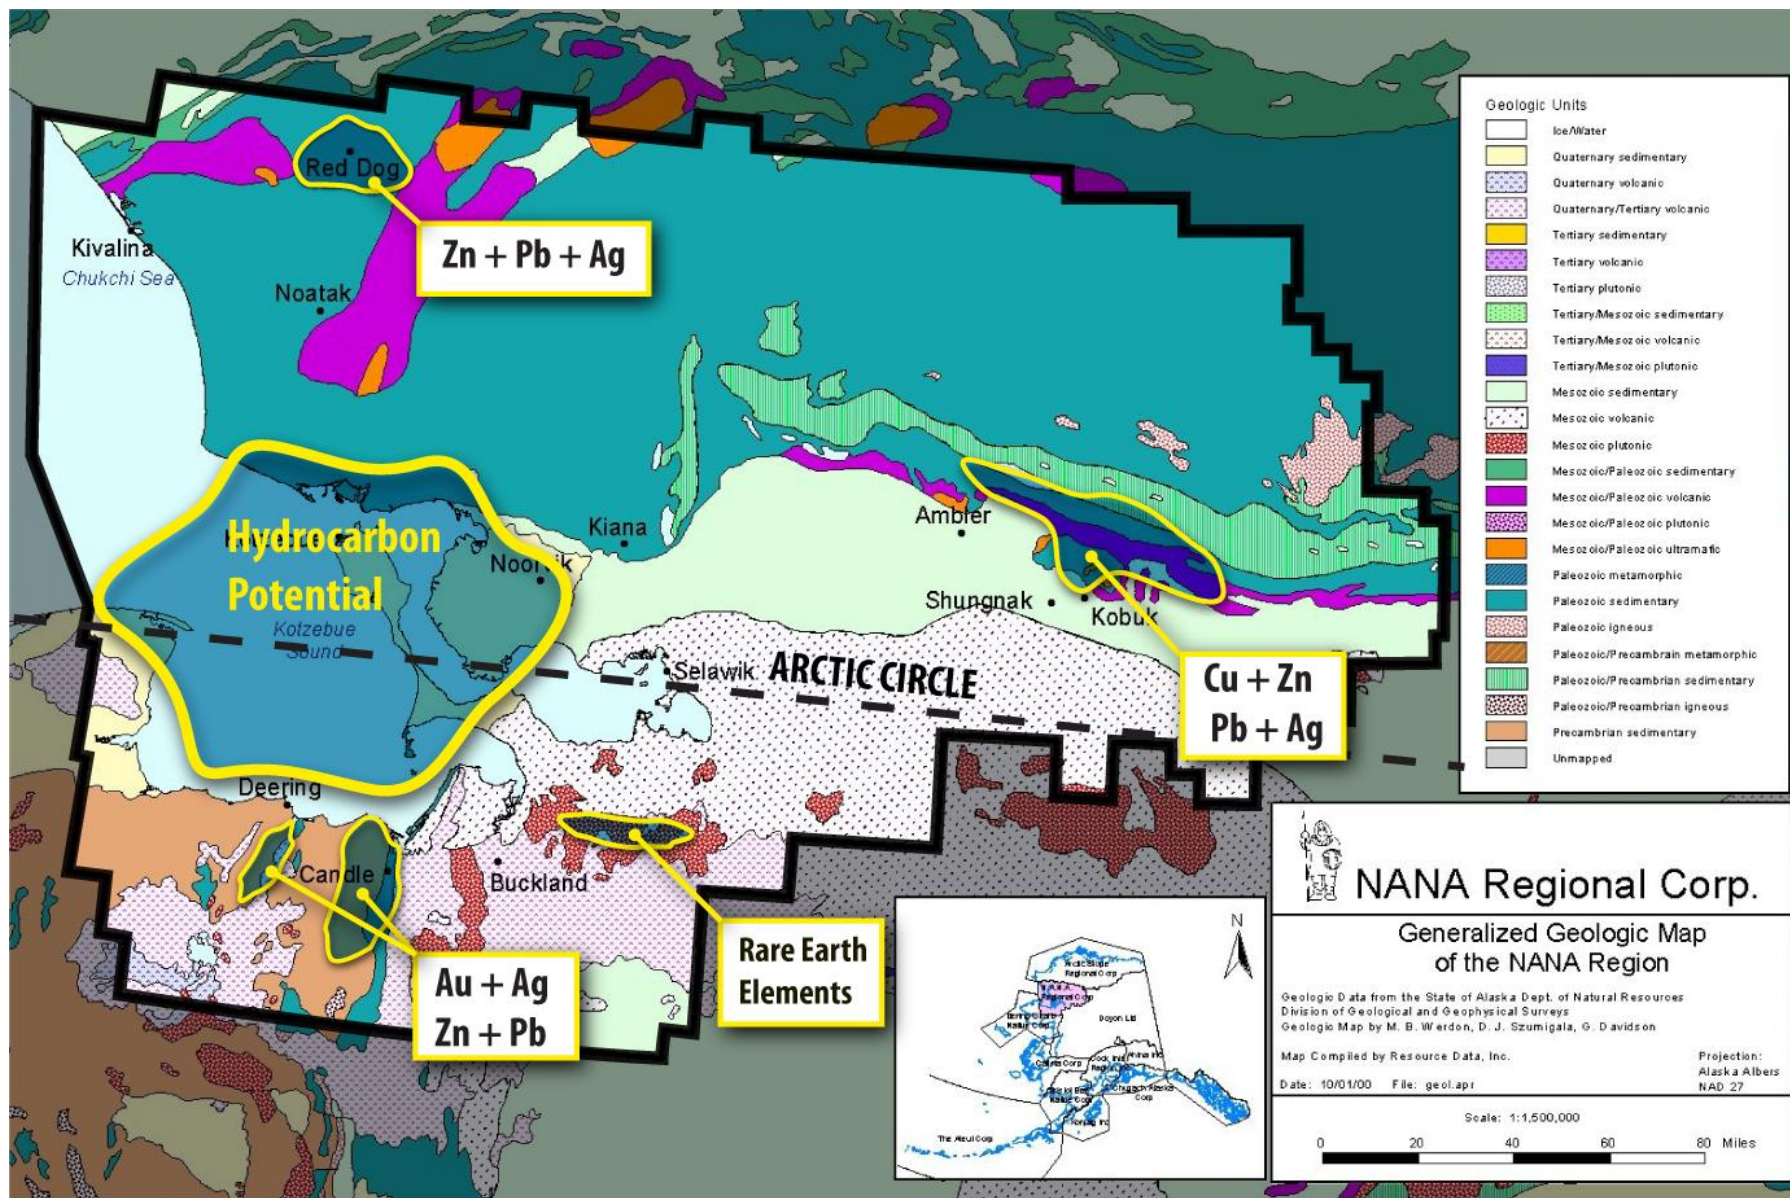 Red Dog
Zn + Pb + Ag
Kivalina
Chukchi Sea
Noatak
Hydrocarbon
Potential
Kotzebue
Sound
Noorvik
Kiana
Ambler
Shungnak
Kobuk
Selawik
ARCTIC CIRCLE
Cu + Zn
Pb + Ag
Deering
Candle
Buckland
Au + Ag
Zn + Pb
Rare Earth
Elements
Geologic Units
Ice/Water
Quaternary sedimentary
Quaternary volcanic
Quaternary/Tertiary volcanic
Tertiary sedimentary
Tertiary volcanic
Tertiary plutonic
Tertiary/Mesozoic sedimentary
Tertiary/Mesozoic volcanic
Tertiary/Mesozoic plutonic
Mesozoic sedimentary
Mesozoic volcanic
Mesozoic plutonic
Mesozoic/Paleozoic sedimentary
Mesozoic/Paleozoic volcanic
Mesozoic/Paleozoic plutonic
Mesozoic/Paleozoic ultramafic
Paleozoic metamorphic
Paleozoic sedimentary
Paleozoic igneous
Paleozoic/Precambrain metamorphic
Paleozoic/Precambrian sedimentary
Paleozoic/Precambrian igneous
Precambrian sedimentary
Unmapped
N
Arctic Slope
Regional Corp
Regional Corp
Doyon Ltd
The Aleut Corp
NANA Regional Corp.
Generalized Geologic Map
of the NANA Region
Geologic Data from the State of Alaska Dept. of Natural Resources
Division of Geological and Geophysical Surveys
Geologic Map by M. B. Werdon, D. J. Szumigala, G. Davidson
Map Compiled by Resource Data, Inc.
Projection:
Alaska Albers
NAD 27
Date: 10/01/00 File: geol.apr
Scale: 1:1,500,000
0 20 40 60 80 Miles